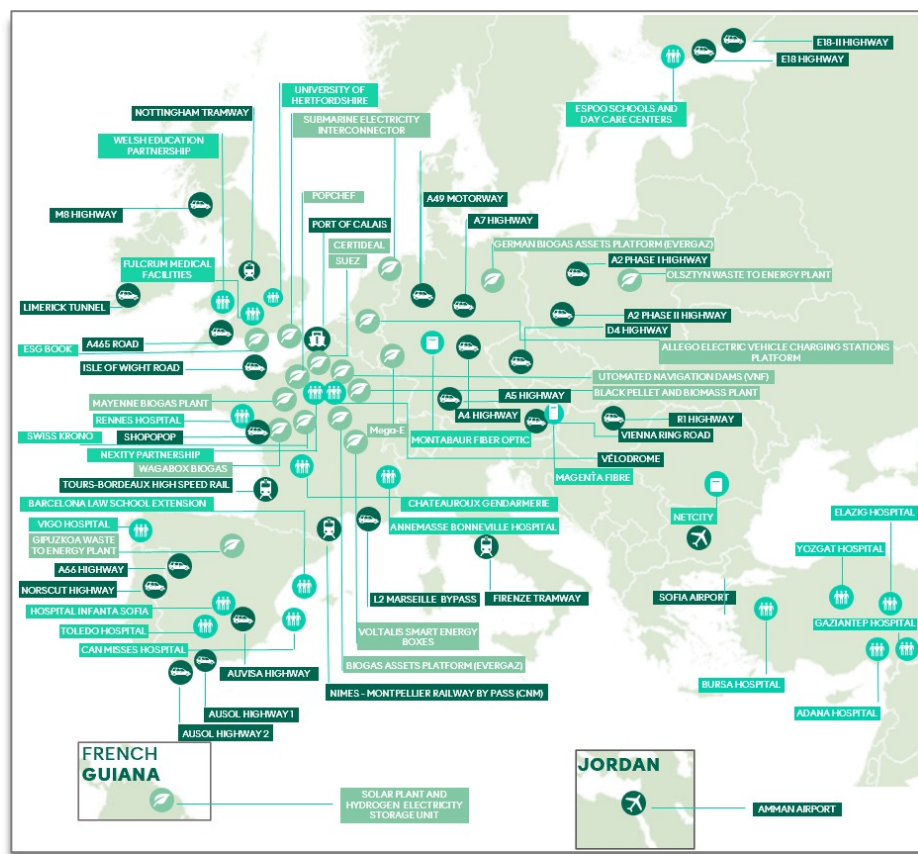 E18-II HIGHWAY
E18 HIGHWAY
UNIVERSITY OF
HERTFORDSHIRE
ESPOO SCHOOLS AND
DAY CARE CENTERS
NOTTINGHAM TRAMWAY
SUBMARINE ELECTRICITY
INTERCONNECTOR
WELSH EDUCATION
PARTNERSHIP
POPCHEF
A49 MOTORWAY
M8 HIGHWAY
PORT OF CALAIS
A7 HIGHWAY
CERTIDEAL
GERMAN BIOGAS ASSETS PLATFORM (EVERGAZ)
SUEZ
A2 PHASE I HIGHWAY
FULCRUM MEDICAL
FACILITIES
OLSZTYN WASTE TO ENERGY PLANT
LIMERICK TUNNEL
A2 PHASE II HIGHWAY
D4 HIGHWAY
A465 ROAD
ESG BOOK
ALLEGO ELECTRIC VEHICLE CHARGING STATIONS
PLATFORM
ISLE OF WIGHT ROAD
UTOMATED NAVIGATION DAMS (VNF)
BLACK PELLET AND BIOMASS PLANT
A5 HIGHWAY
MAYENNE BIOGAS PLANT
A4 HIGHWAY
R1 HIGHWAY
RENNES HOSPITAL
Mega-E
VIENNA RING ROAD
SWISS KRONO
SHOPOPOP
MONTABAUR FIBER OPTIC
NEXITY PARTNERSHIP
VÉLODROME
WAGABOX BIOGAS
MAGENTA FIBRE
TOURS-BORDEAUX HIGH SPEED RAIL
BARCELONA LAW SCHOOL EXTENSION
CHATEAUROUX GENDARMERIE
ELAZIG HOSPITAL
VIGO HOSPITAL
ANNEMASSE BONNEVILLE HOSPITAL
NETCITY
GIPUZKOA WASTE
TO ENERGY PLANT
YOZGAT HOSPITAL
A66 HIGHWAY
NORSCUT HIGHWAY
L2 MARSEILLE BYPASS
FIRENZE TRAMWAY
SOFIA AIRPORT
HOSPITAL INFANTA SOFIA
GAZIANTEP HOSPITAL
TOLEDO HOSPITAL
VOLTALIS SMART ENERGY
BOXES
CAN MISSES HOSPITAL
AUVISA HIGHWAY
BIOGAS ASSETS PLATFORM (EVERGAZ)
BURSA HOSPITAL
NIMES - MONTPELLIER RAILWAY BY PASS (CNM)
ADANA HOSPITAL
AUSOL HIGHWAY 1
AUSOL HIGHWAY 2
FRENCH
GUIANA
JORDAN
SOLAR PLANT AND
HYDROGEN ELECTRICITY
STORAGE UNIT
AMMAN AIRPORT